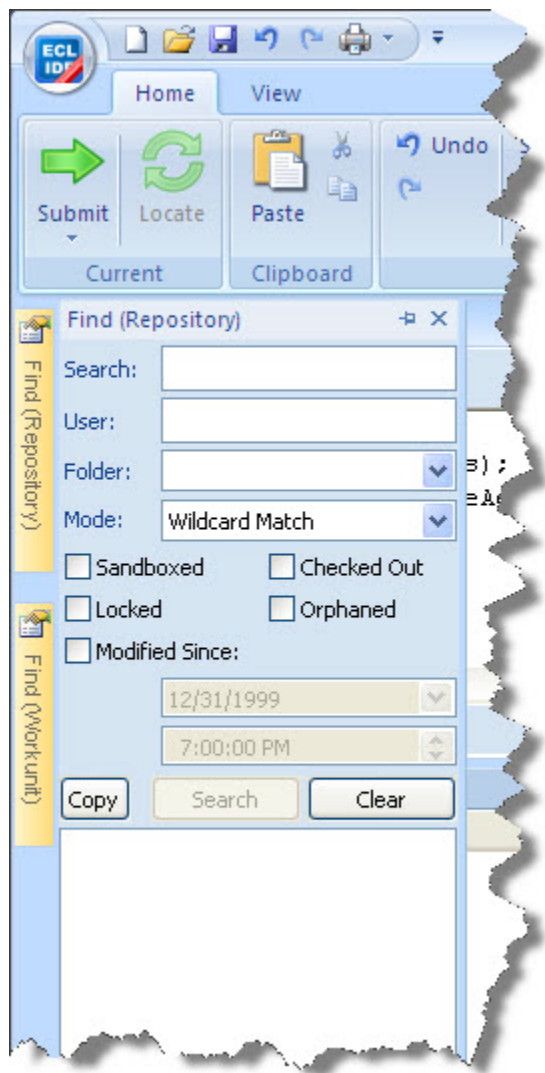 ECL
IDE
Home View
Submit Locate Paste Undo
Current Clipboard
Find (Repository)
Find (Repository)
Search:
User:
Folder:
Mode: Wildcard Match
Sandboxed Checked Out
Locked Orphaned
Modified Since:
12/31/1999
7:00:00 PM
Find (Workunit)
Copy Search Clear
s);